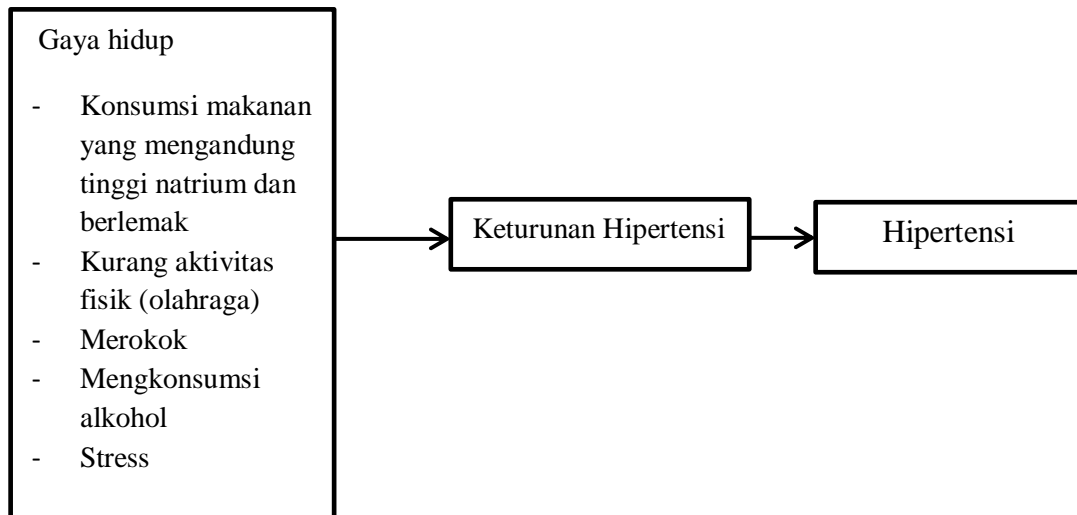 Gaya hidup
- Konsumsi makanan
yang mengandung
tinggi natrium dan
berlemak
- Kurang aktivitas
fisik (olahraga)
- Merokok
- Mengkonsumsi
alkohol
- Stress
Keturunan Hipertensi
Hipertensi